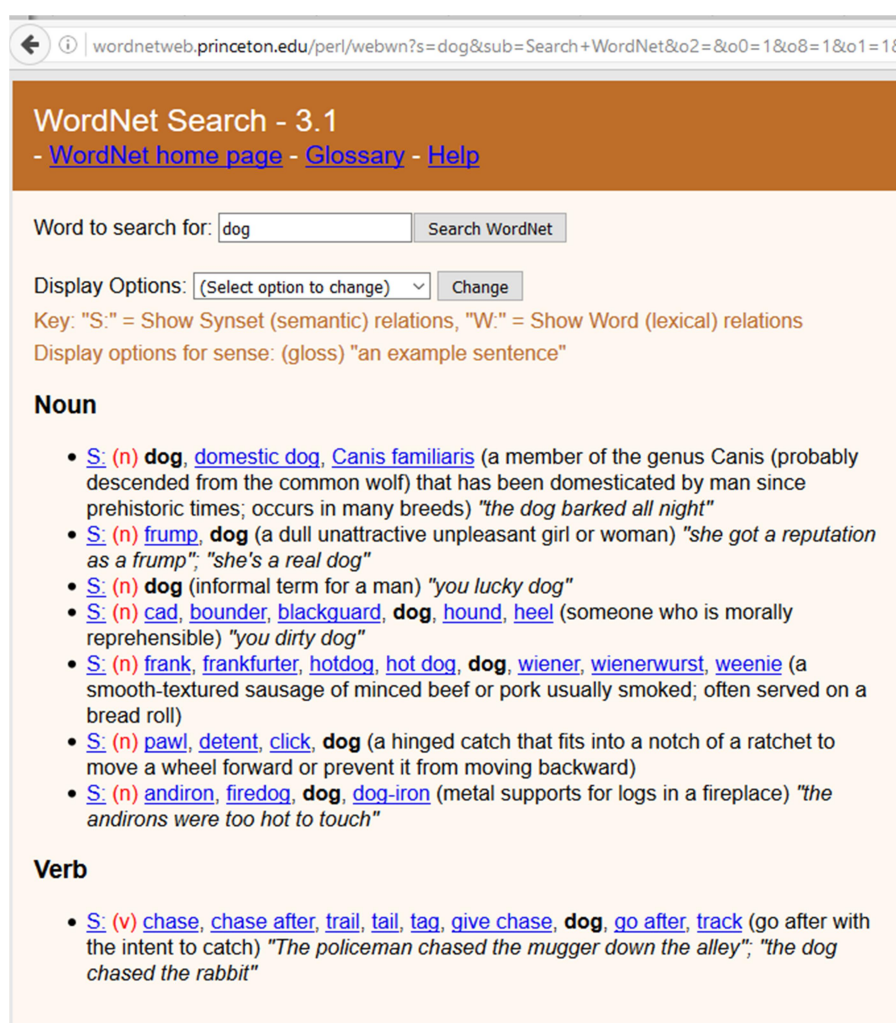 wordnetweb.princeton.edu/perl/webwn?s=dog&sub=Search+WordNet&o2=&o0=1&o8=1&o1=1&
WordNet Search - 3.1
- WordNet home page - Glossary - Help
Word to search for: dog Search WordNet
Display Options: (Select option to change) Change
Key: "S:" = Show Synset (semantic) relations, "W:" = Show Word (lexical) relations
Display options for sense: (gloss) "an example sentence"
Noun
• S: (n) dog, domestic dog, Canis familiaris (a member of the genus Canis (probably
descended from the common wolf) that has been domesticated by man since
prehistoric times; occurs in many breeds) "the dog barked all night"
• S: (n) frump, dog (a dull unattractive unpleasant girl or woman) "she got a reputation
as a frump"; "she's a real dog"
• S: (n) dog (informal term for a man) "you lucky dog"
• S: (n) cad, bounder, blackguard, dog, hound, heel (someone who is morally
reprehensible) "you dirty dog"
• S: (n) frank, frankfurter, hotdog, hot dog, dog, wiener, wienerwurst, weenie (a
smooth-textured sausage of minced beef or pork usually smoked; often served on a
bread roll)
• S: (n) pawl, detent, click, dog (a hinged catch that fits into a notch of a ratchet to
move a wheel forward or prevent it from moving backward)
• S: (n) andiron, firedog, dog, dog-iron (metal supports for logs in a fireplace) "the
andirons were too hot to touch"
Verb
• S: (v) chase, chase after, trail, tail, tag, give chase, dog, go after, track (go after with
the intent to catch) "The policeman chased the mugger down the alley"; "the dog
chased the rabbit"